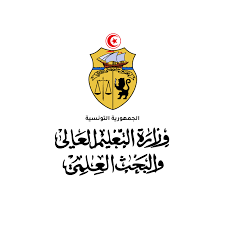 الجمهورية التونسية
وزارة التعليم العالي
والبحث العلمي